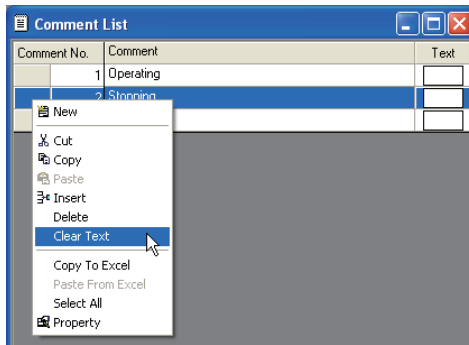 Comment List
Comment No. Comment Text
1 Operating
2 Stopping
New
Cut
Copy
Paste
Insert
Delete
Clear Text
Copy To Excel
Paste From Excel
Select All
Property